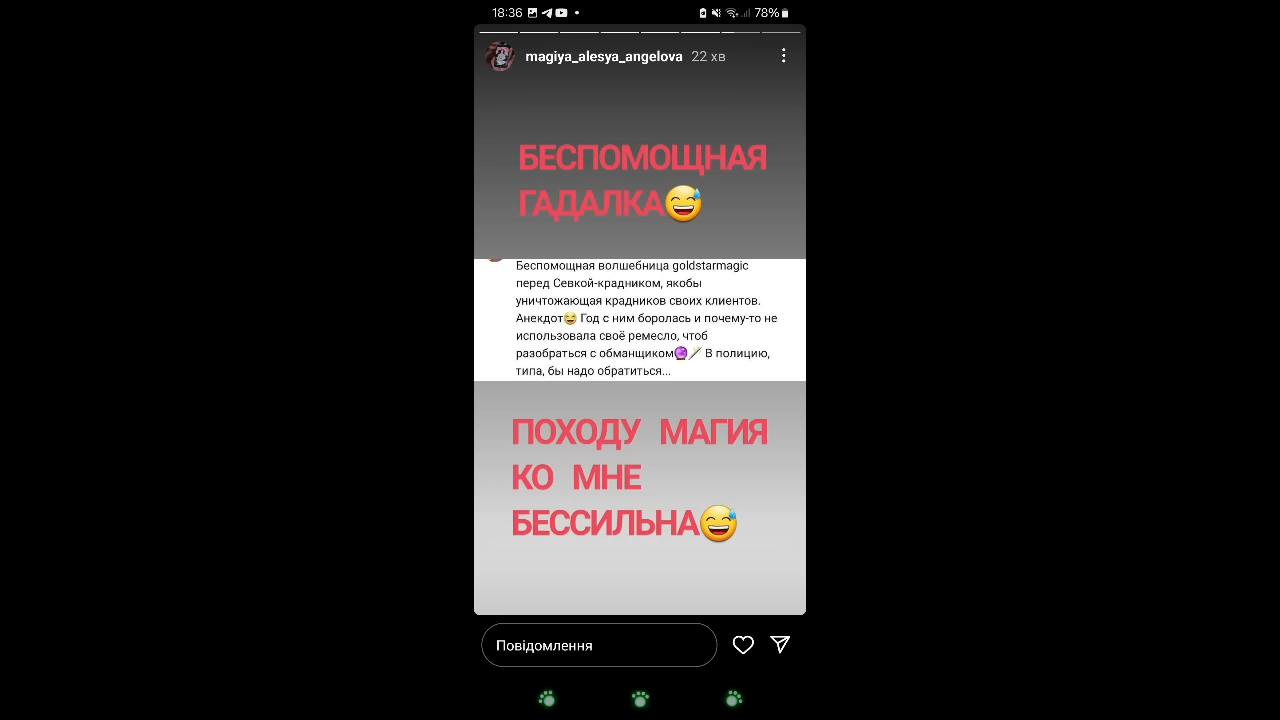 18:36 78%
magiya_alesya_angelova 22 хв
БЕСПОМОЩНАЯ
ГАДАЛКА😅
Беспомощная волшебница goldstarmagic
перед Севкой-крадником, якобы
уничтожающая крадников своих клиентов.
Анекдот😅 Год с ним боролась и почему-то не
использовала своё ремесло, чтоб
разобраться с обманщиком🔮🪄 В полицию,
типа, бы надо обратиться...
ПОХОДУ МАГИЯ
КО МНЕ
БЕССИЛЬНА😅
Повідомлення